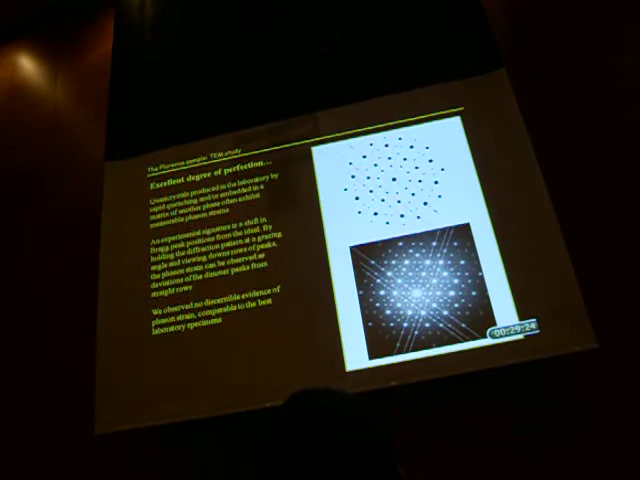 The Florence sample: TEM study
Excellent degree of perfection...
Quasicrystals produced in the laboratory by
rapid quenching and/or embedded in a
matrix of another phase often exhibit
measurable phason strains
An experimental signature is a shift in
Bragg peak positions from the ideal. By
holding the diffraction pattern at a grazing
angle and viewing down rows of peaks,
the phason strain can be observed as
deviations of the dimmer peaks from
straight rows
We observed no discernible evidence of
phason strain, comparable to the best
laboratory specimens
00:29:24